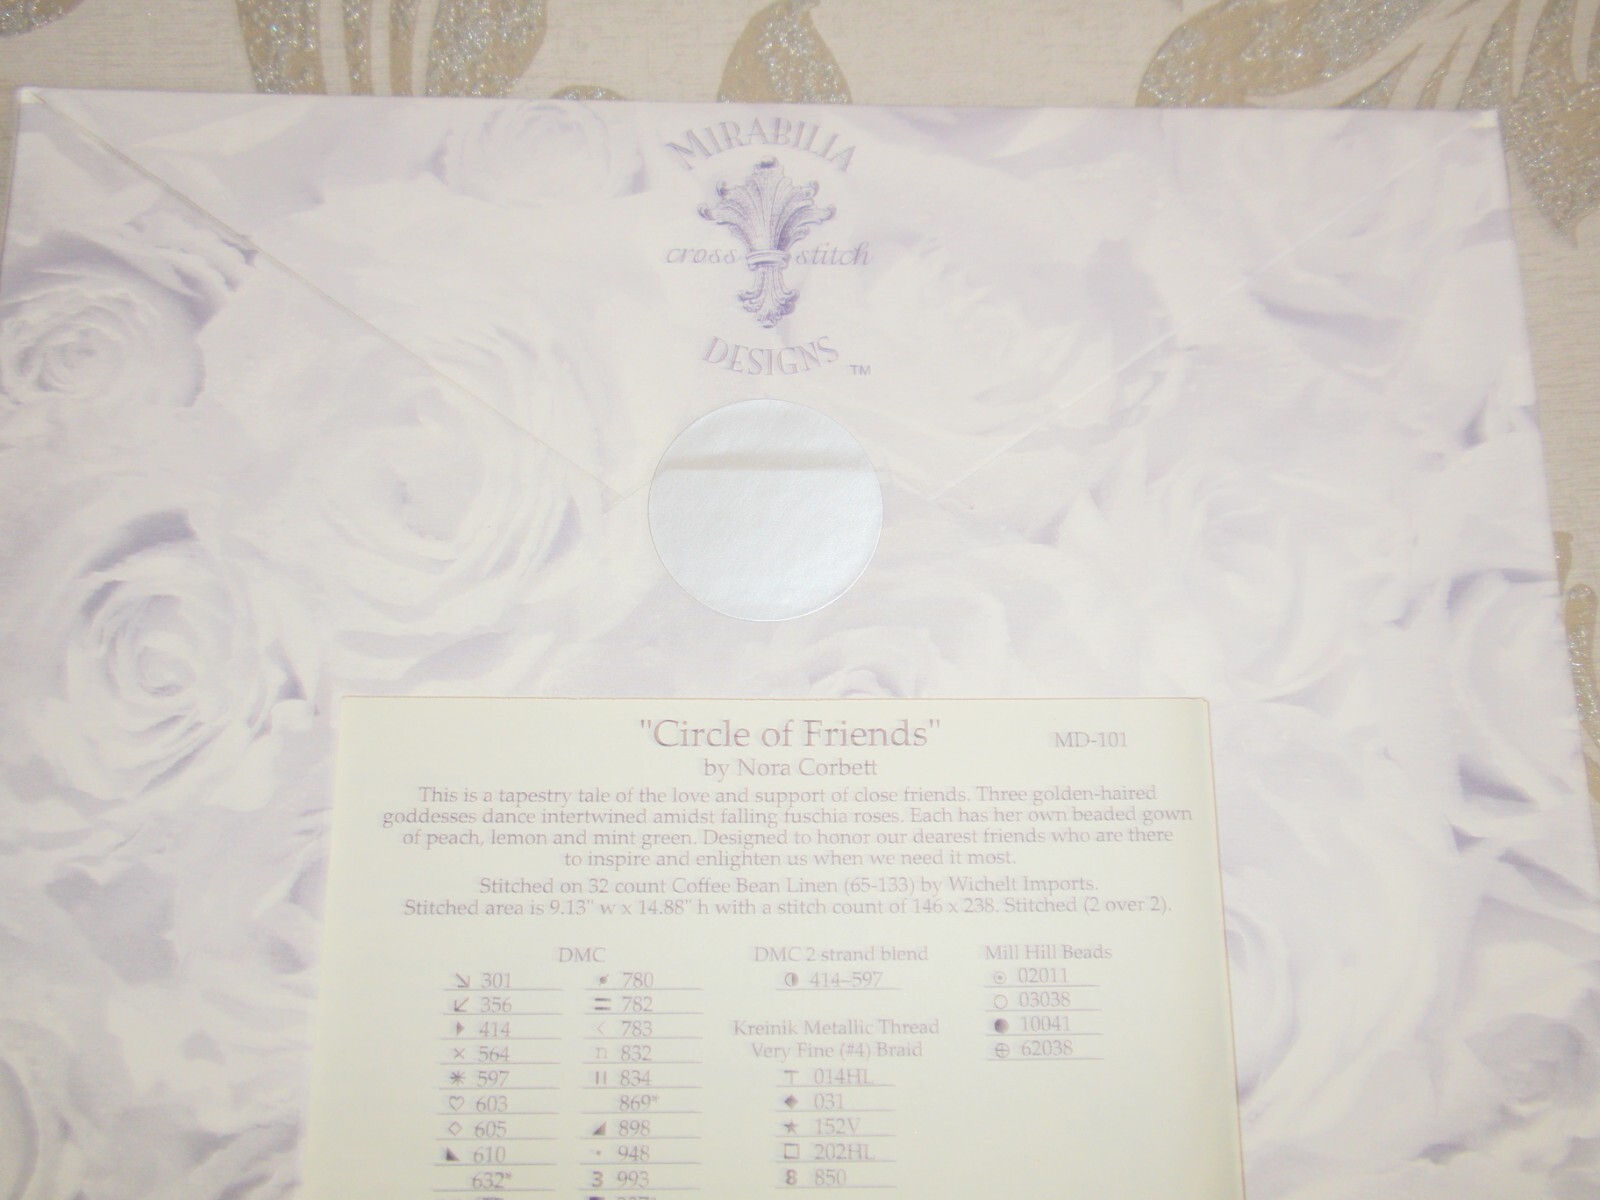 MIRABILIA
cross stitch
DESIGNS ™
"Circle of Friends" MD-101
by Nora Corbett
This is a tapestry tale of the love and support of close friends. Three golden-haired
goddesses dance intertwined amidst falling fuschia roses. Each has her own beaded gown
of peach, lemon and mint green. Designed to honor our dearest friends who are there
to inspire and enlighten us when we need it most.
Stitched on 32 count Coffee Bean Linen (65-133) by Wichelt Imports.
Stitched area is 9.13" w x 14.88" h with a stitch count of 146 x 238. Stitched (2 over 2).
DMC
301
356
414
564
597
603
605
610
632*
780
782
783
832
834
869*
898
948
993
DMC 2 strand blend
414–597
Kreinik Metallic Thread
Very Fine (#4) Braid
014HL
031
152V
202HL
850
Mill Hill Beads
02011
03038
10041
62038